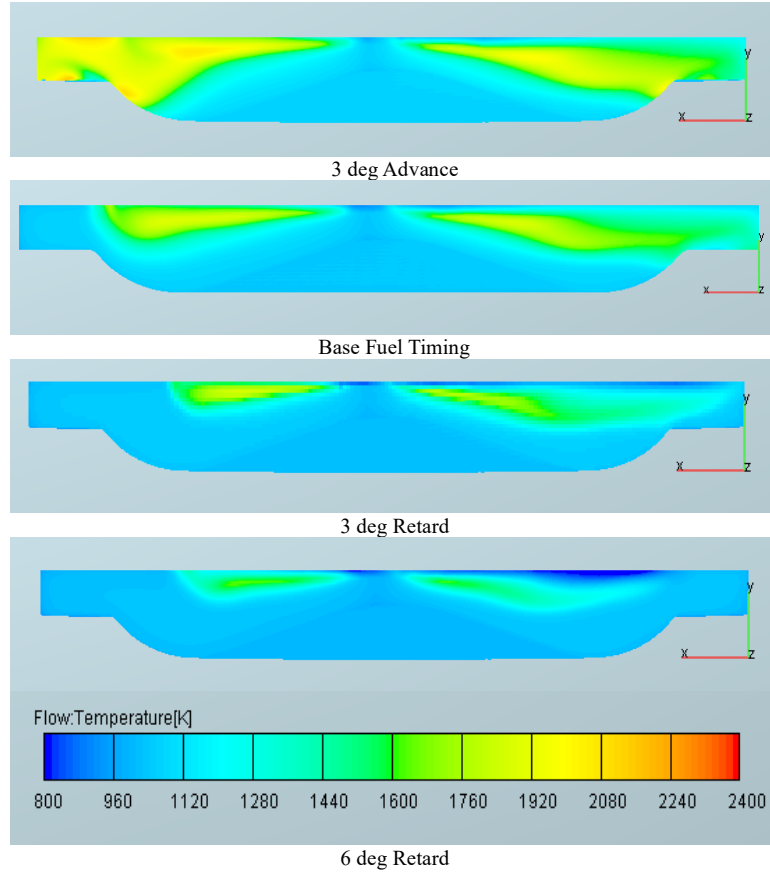 y
x
z
3 deg Advance
y
x
z
Base Fuel Timing
y
x
z
3 deg Retard
y
x
z
Flow:Temperature[K]
800 960 1120 1280 1440 1600 1760 1920 2080 2240 2400
6 deg Retard